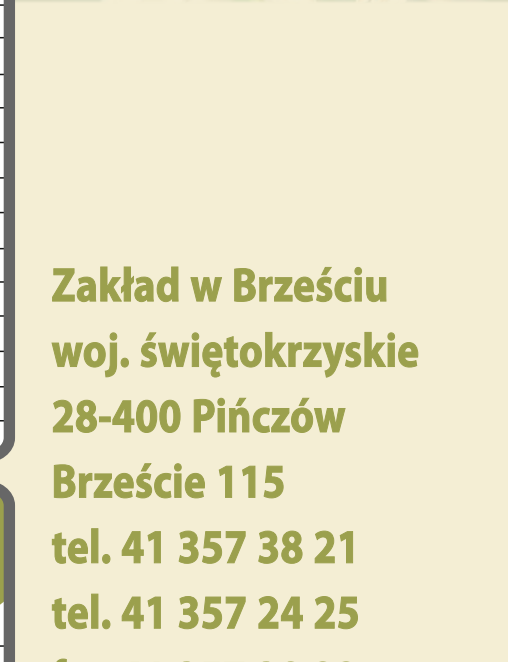 Zakład w Brześciu
woj. świętokrzyskie
28-400 Pińczów
Brzeście 115
tel. 41 357 38 21
tel. 41 357 24 25